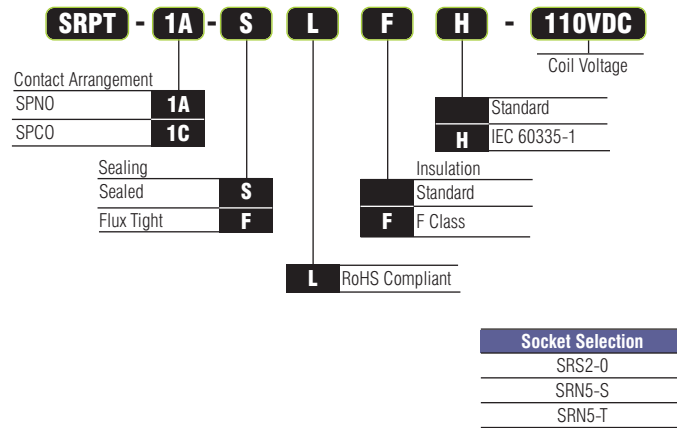 SRPT - 1A - S L F H - 110VDC
Coil Voltage
Contact Arrangement
SPNO 1A
SPCO 1C
Standard
H IEC 60335-1
Sealing
Sealed S
Flux Tight F
Insulation
Standard
F F Class
L RoHS Compliant
Socket Selection
SRS2-0
SRN5-S
SRN5-T